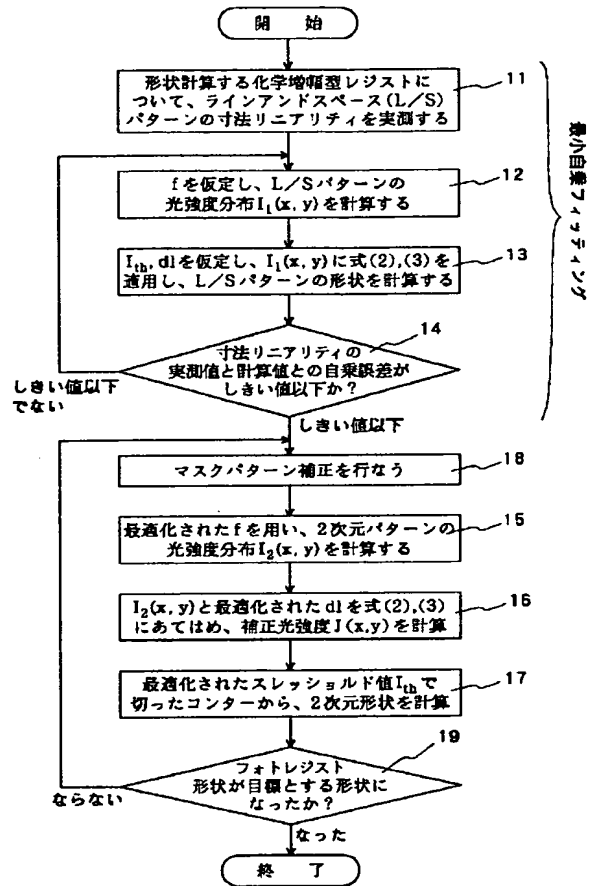 開 始
形状計算する化学増幅型レジストに
ついて、ラインアンドスペース(L/S)
パターンの寸法リニアリティを実測する
11
fを仮定し、L/Sパターンの
光強度分布I₁(x, y)を計算する
12
Ith, dlを仮定し、I₁(x, y)に式(2),(3)を
適用し、L/Sパターンの形状を計算する
13
最小自乗フィッティング
14
寸法リニアリティの
実測値と計算値との自乗誤差が
しきい値以下か?
しきい値以下
でない
しきい値以下
マスクパターン補正を行なう
18
最適化されたfを用い、2次元パターンの
光強度分布I₂(x, y)を計算する
15
I₂(x, y)と最適化されたdlを式(2),(3)
にあてはめ、補正光強度J(x,y)を計算
16
最適化されたスレッショルド値Ithで
切ったコンターから、2次元形状を計算
17
19
フォトレジスト
形状が目標とする形状に
なったか?
ならない
なった
終 了